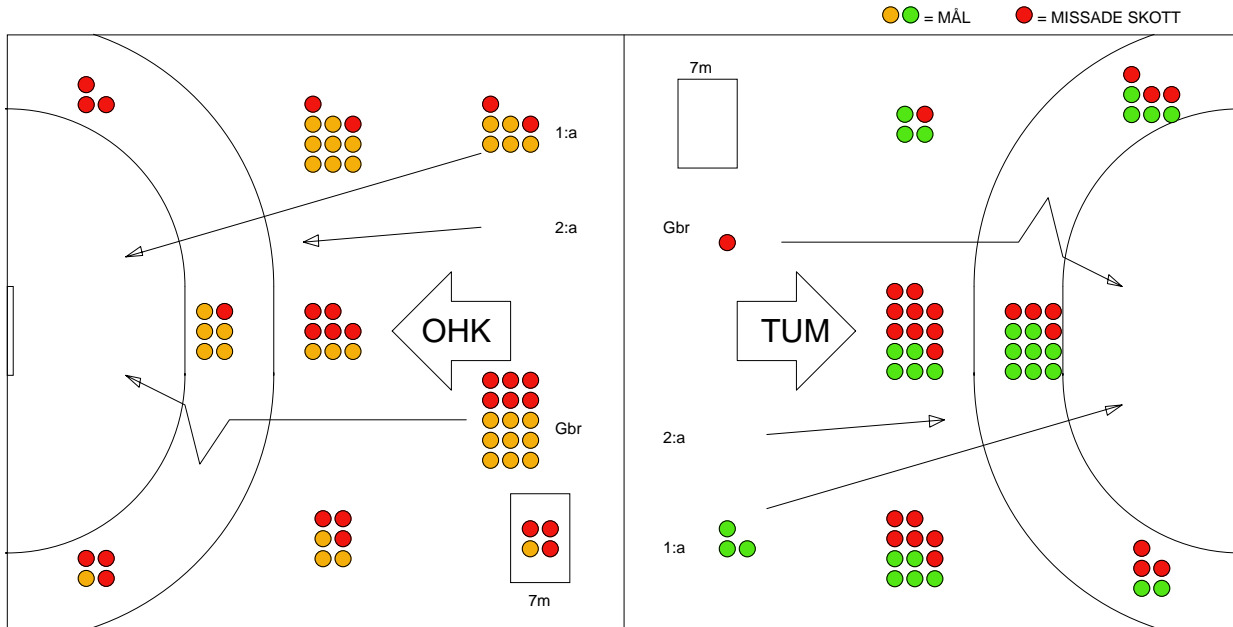 = MÅL = MISSADE SKOTT
7m
1:a
2:a
Gbr
OHK
TUM
Gbr
2:a
1:a
7m